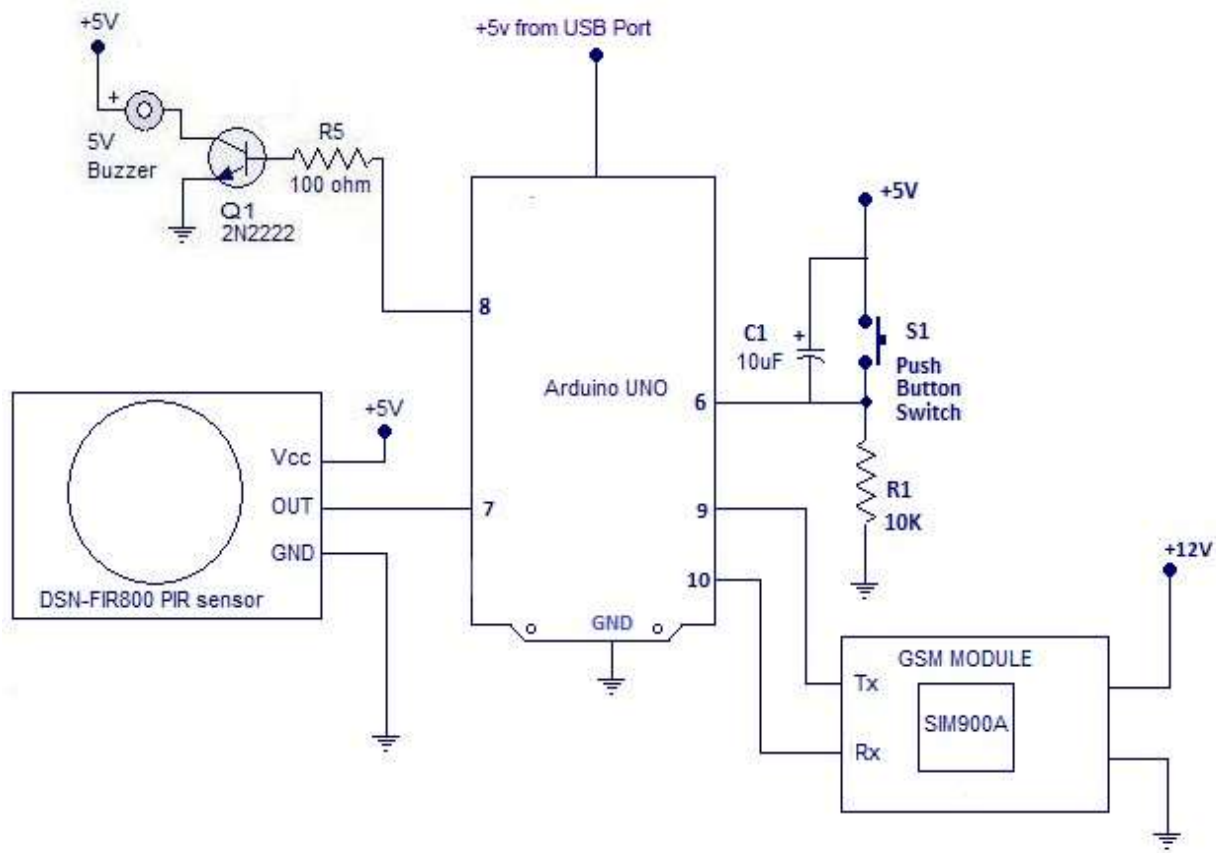 +5V
+5v from USB Port
+
5V
Buzzer
R5
100 ohm
Q1
2N2222
+5V
8
C1
+
10uF
S1
Push
Button
Switch
Arduino UNO
6
+5V
Vcc
OUT
GND
DSN-FIR800 PIR sensor
7
9
10
R1
10K
GND
+12V
GSM MODULE
Tx
SIM900A
Rx